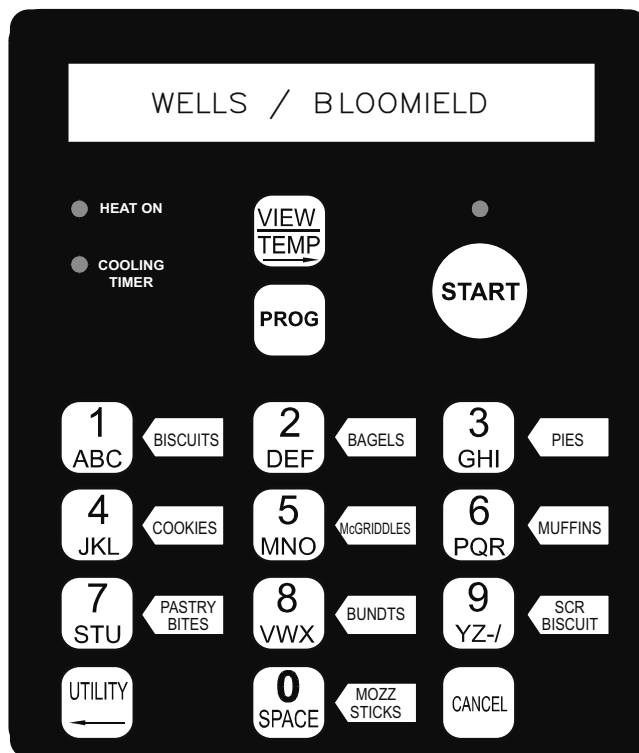 WELLS / BLOOMIELD
HEAT ON
COOLING
TIMER
VIEW
TEMP
PROG
START
1
ABC
BISCUITS
2
DEF
BAGELS
3
GHI
PIES
4
JKL
COOKIES
5
MNO
McGRIDDLES
6
PQR
MUFFINS
7
STU
PASTRY
BITES
8
VWX
BUNDTS
9
YZ-/
SCR
BISCUIT
UTILITY
0
SPACE
MOZZ
STICKS
CANCEL